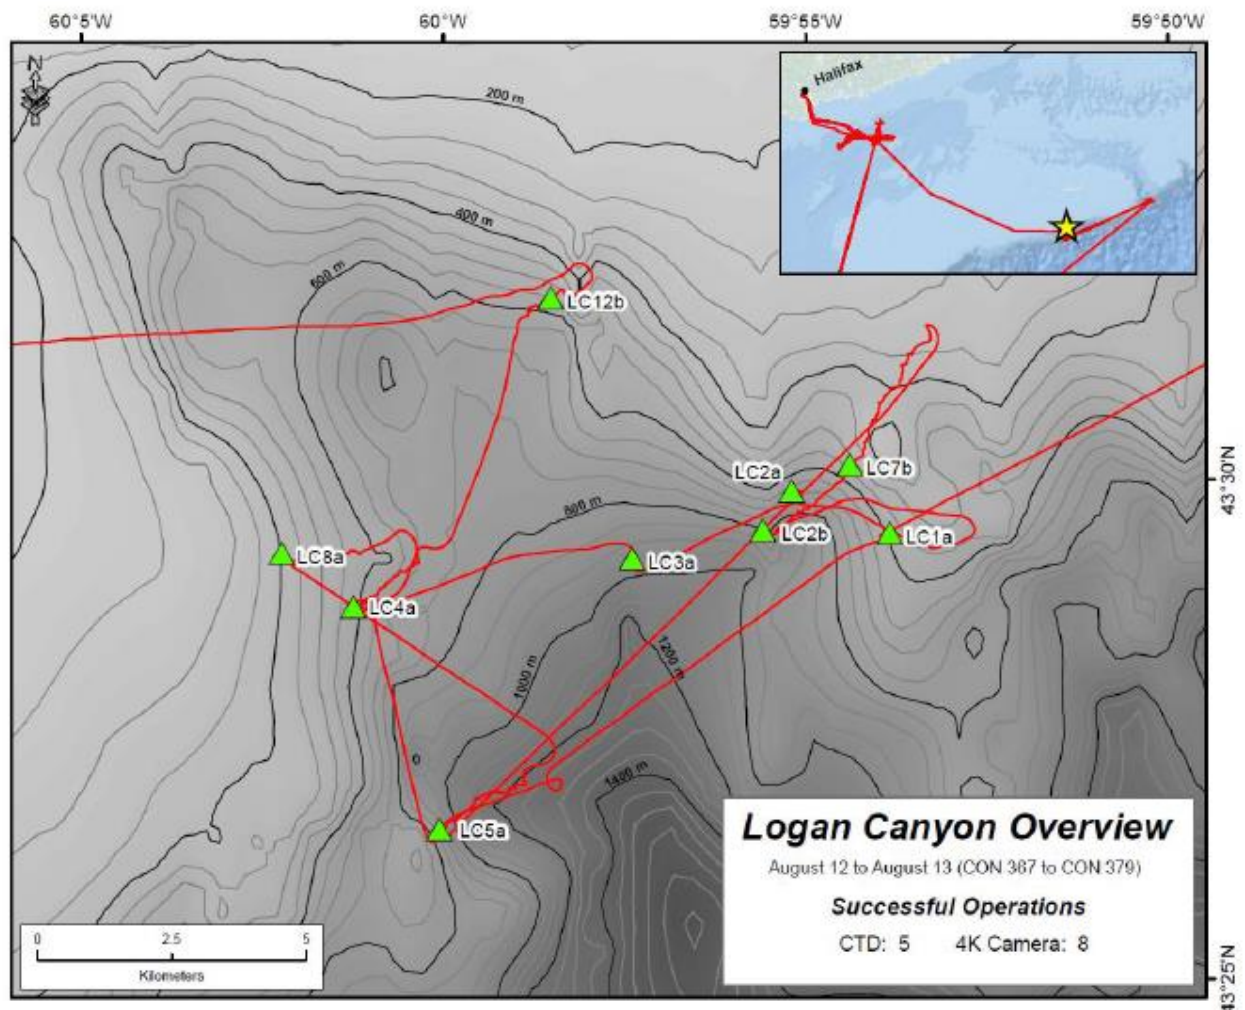 60°5'W
60°W
59°55'W
59°50'W
N
Halifax
200 m
400 m
600 m
LC12b
LC2a
LC7b
43°30'N
800 m
LC2b
LC1a
LC8a
LC3a
LC4a
1200 m
1000 m
0
1400 m
LC5a
Logan Canyon Overview
August 12 to August 13 (CON 367 to CON 379)
Successful Operations
CTD: 5 4K Camera: 8
0 2.5 5
Kilometers
43°25'N